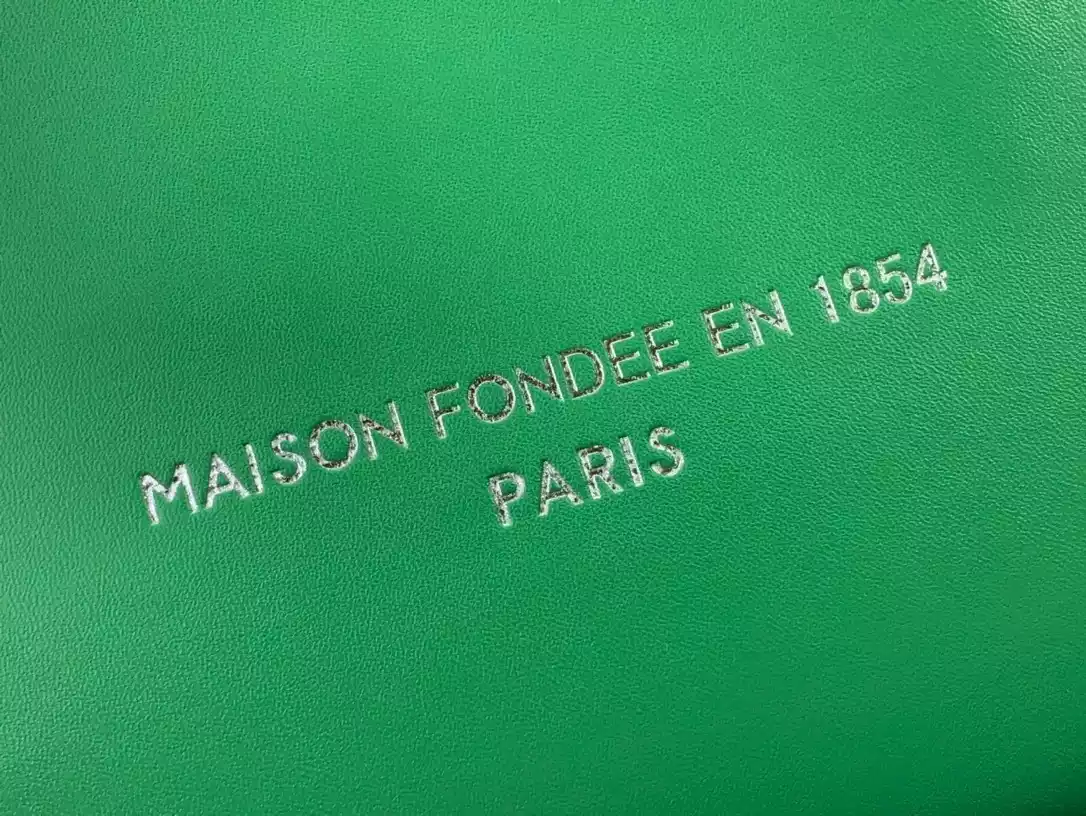 MAISON FONDEE EN 1854
PARIS